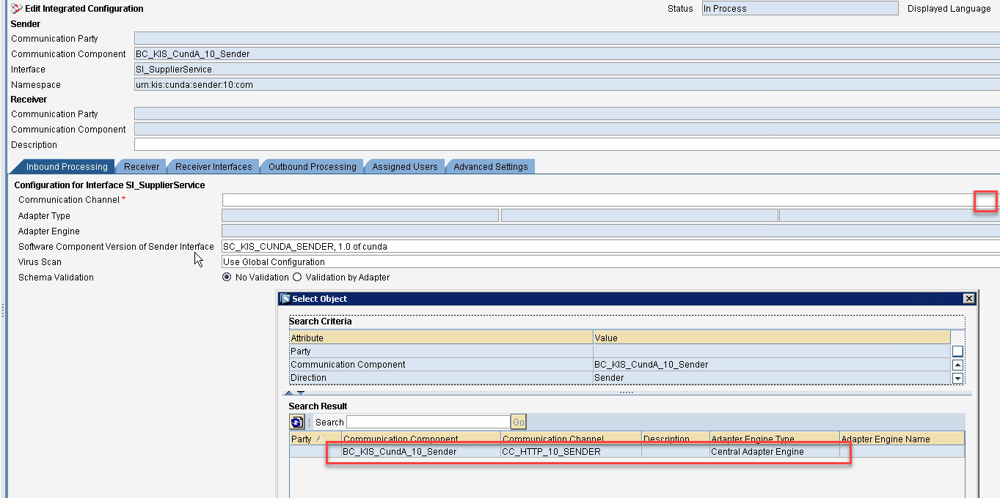 Edit Integrated Configuration Status In Process Displayed Language
Sender
Communication Party
Communication Component BC_KIS_CundA_10_Sender
Interface SI_SupplierService
Namespace urn:kis:cunda:sender:10:com
Receiver
Communication Party
Communication Component
Description
Inbound Processing Receiver Receiver Interfaces Outbound Processing Assigned Users Advanced Settings
Configuration for Interface SI_SupplierService
Communication Channel *
Adapter Type
Adapter Engine
Software Component Version of Sender Interface SC_KIS_CUNDA_SENDER, 1.0 of cunda
Virus Scan Use Global Configuration
Schema Validation No Validation Validation by Adapter
Select Object
Search Criteria
Attribute Value
Party
Communication Component BC_KIS_CundA_10_Sender
Direction Sender
Search Result
Search Go
Party Communication Component Communication Channel Description Adapter Engine Type Adapter Engine Name
BC_KIS_CundA_10_Sender CC_HTTP_10_SENDER Central Adapter Engine